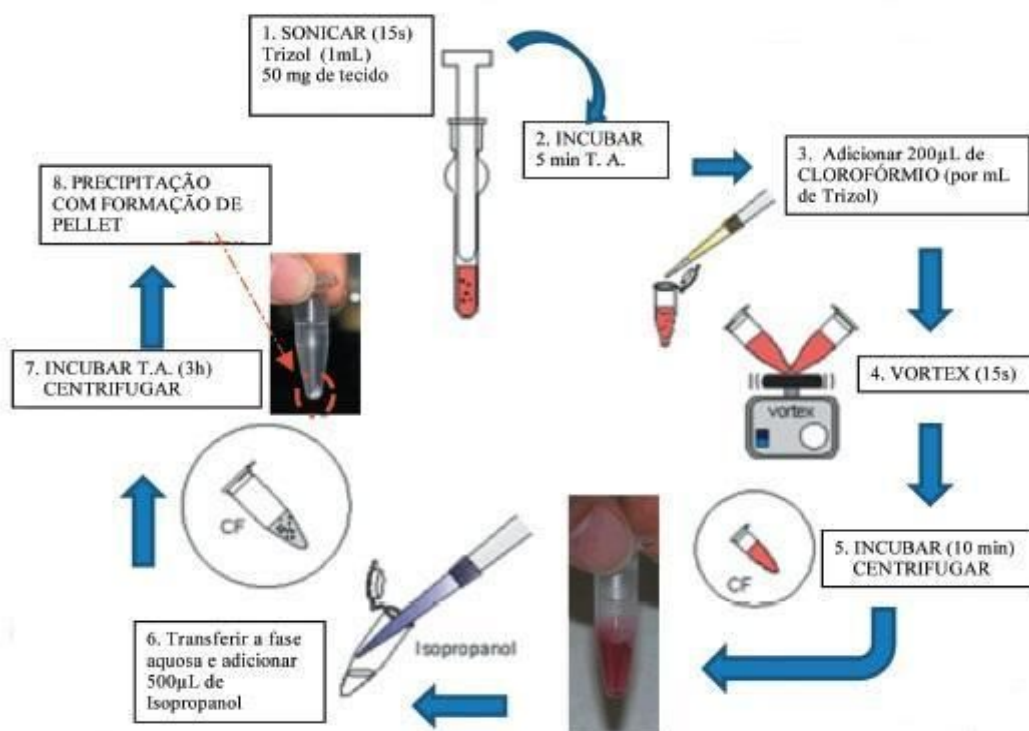 1. SONICAR (15s)
Trizol (1mL)
50 mg de tecido
2. INCUBAR
5 min T. A.
3. Adicionar 200µL de
CLOROFÓRMIO (por mL
de Trizol)
4. VORTEX (15s)
vortex
5. INCUBAR (10 min)
CENTRIFUGAR
CF
6. Transferir a fase
aquosa e adicionar
500µL de
Isopropanol
Isopropanol
7. INCUBAR T.A. (3h)
CENTRIFUGAR
CF
8. PRECIPITAÇÃO
COM FORMAÇÃO DE
PELLET